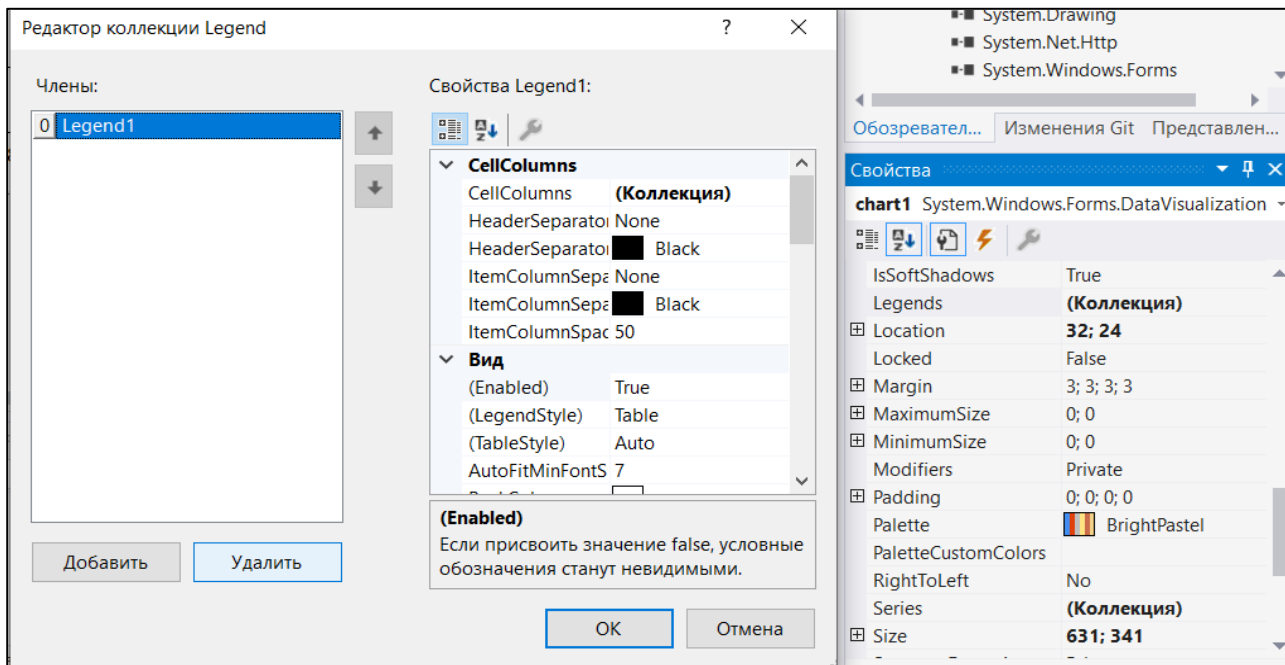 Редактор коллекции Legend
?
Члены:
0 Legend1
Добавить
Удалить
Свойства Legend1:
CellColumns
CellColumns (Коллекция)
HeaderSeparato None
HeaderSeparato Black
ItemColumnSepa None
ItemColumnSepa Black
ItemColumnSpac 50
Вид
(Enabled) True
(LegendStyle) Table
(TableStyle) Auto
AutoFitMinFontS 7
(Enabled)
Если присвоить значение false, условные
обозначения станут невидимыми.
OK
Отмена
System.Drawing
System.Net.Http
System.Windows.Forms
Обозревател... Изменения Git Представлен...
Свойства
chart1 System.Windows.Forms.DataVisualization
IsSoftShadows True
Legends (Коллекция)
Location 32; 24
Locked False
Margin 3; 3; 3; 3
MaximumSize 0; 0
MinimumSize 0; 0
Modifiers Private
Padding 0; 0; 0; 0
Palette BrightPastel
PaletteCustomColors
RightToLeft No
Series (Коллекция)
Size 631; 341